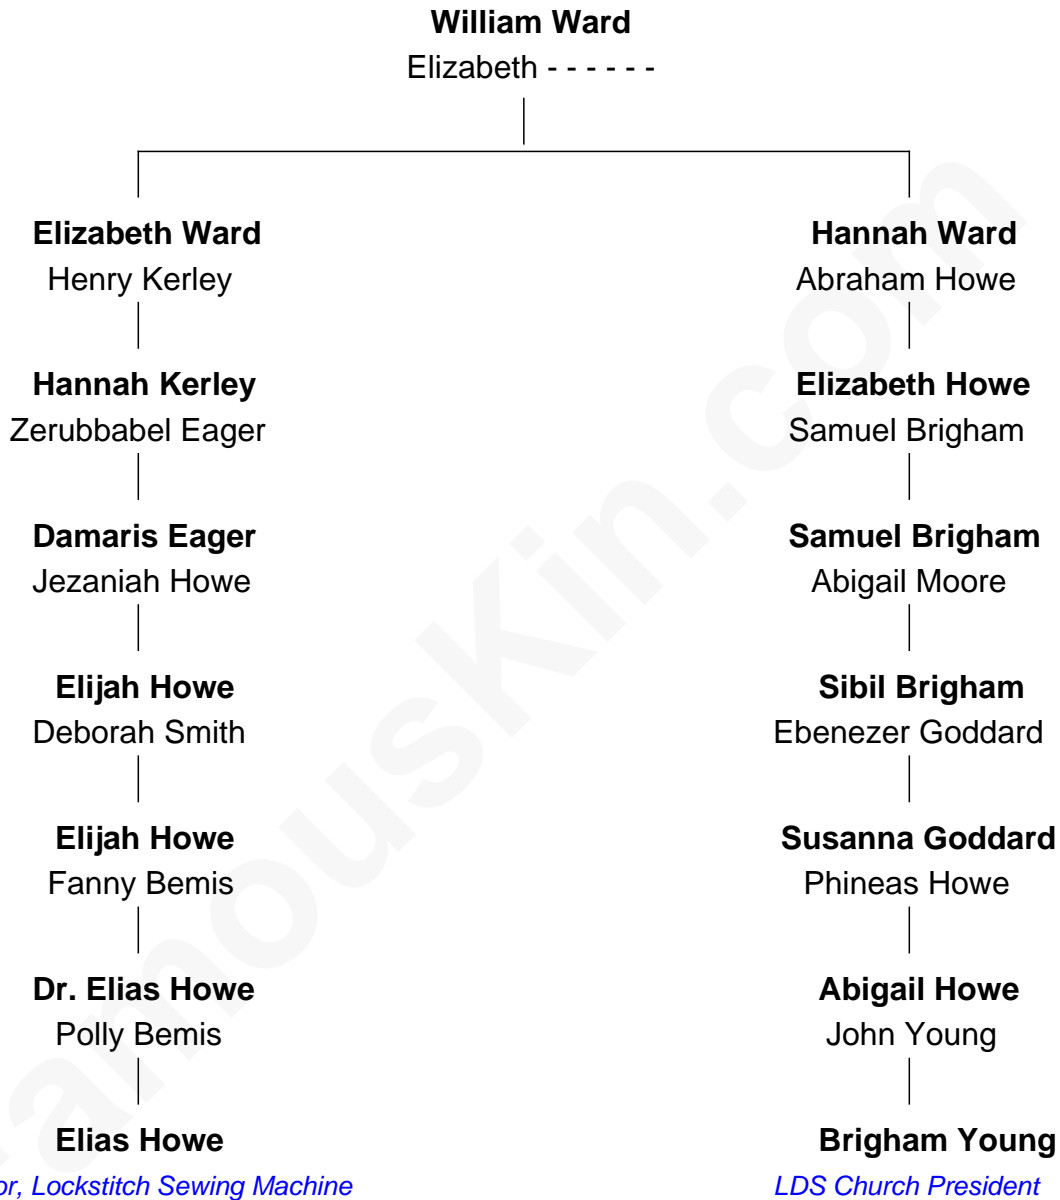 William Ward
Elizabeth - - - - - -
Elizabeth Ward
Henry Kerley
Hannah Ward
Abraham Howe
Hannah Kerley
Zerubbabel Eager
Elizabeth Howe
Samuel Brigham
Damaris Eager
Jezaniah Howe
Samuel Brigham
Abigail Moore
Elijah Howe
Deborah Smith
Sibil Brigham
Ebenezer Goddard
Elijah Howe
Fanny Bemis
Susanna Goddard
Phineas Howe
Dr. Elias Howe
Polly Bemis
Abigail Howe
John Young
Elias Howe
Brigham Young
or, Lockstitch Sewing Machine
LDS Church President
amouskin.com